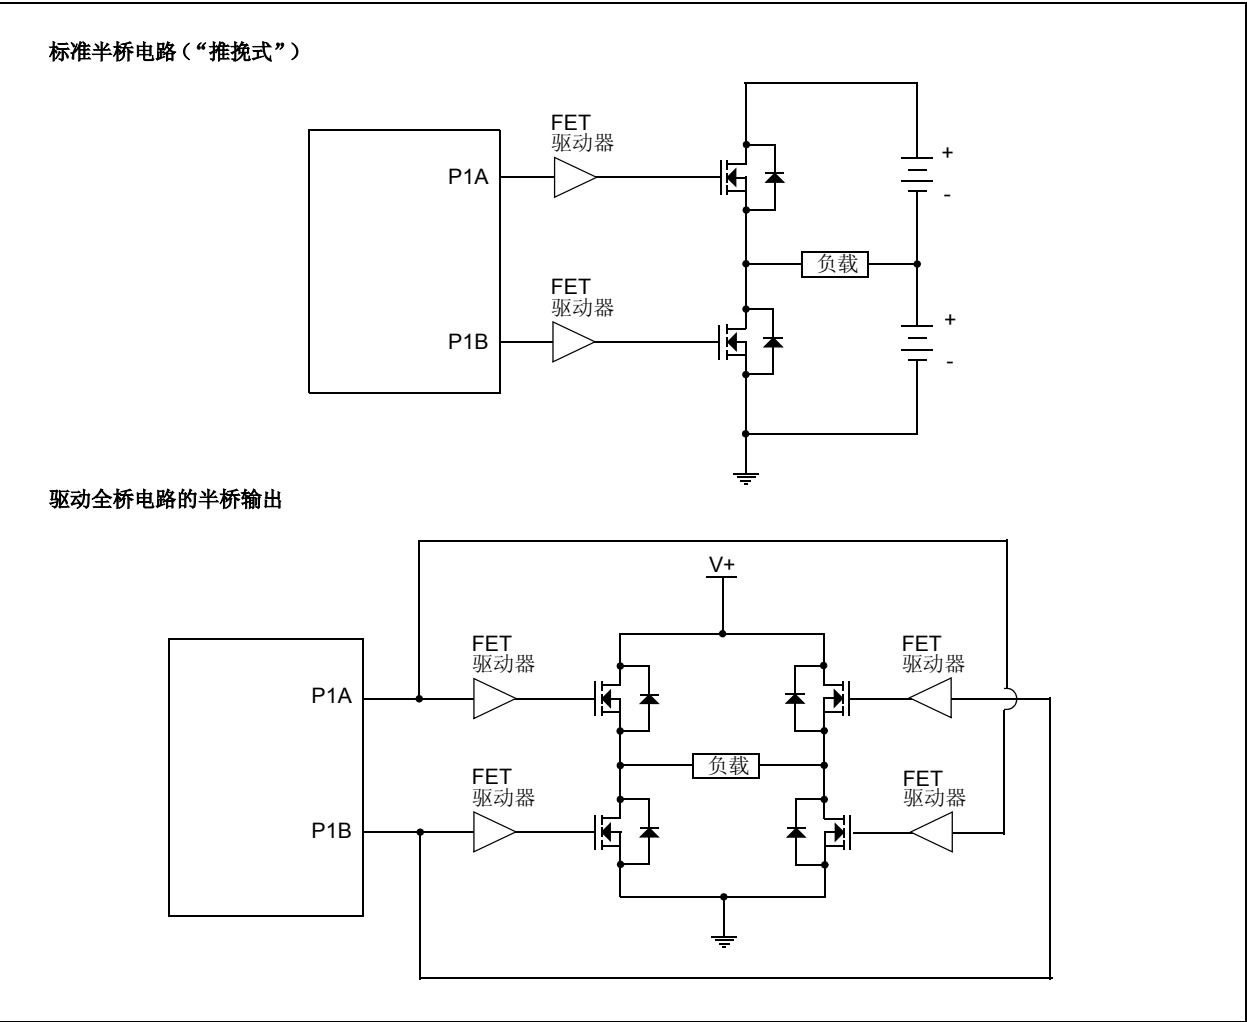 标准半桥电路(“推挽式”)
FET
驱动器
P1A
+
-
负载
FET
驱动器
P1B
+
-
驱动全桥电路的半桥输出
V+
FET
驱动器
FET
驱动器
P1A
负载
FET
驱动器
FET
驱动器
P1B